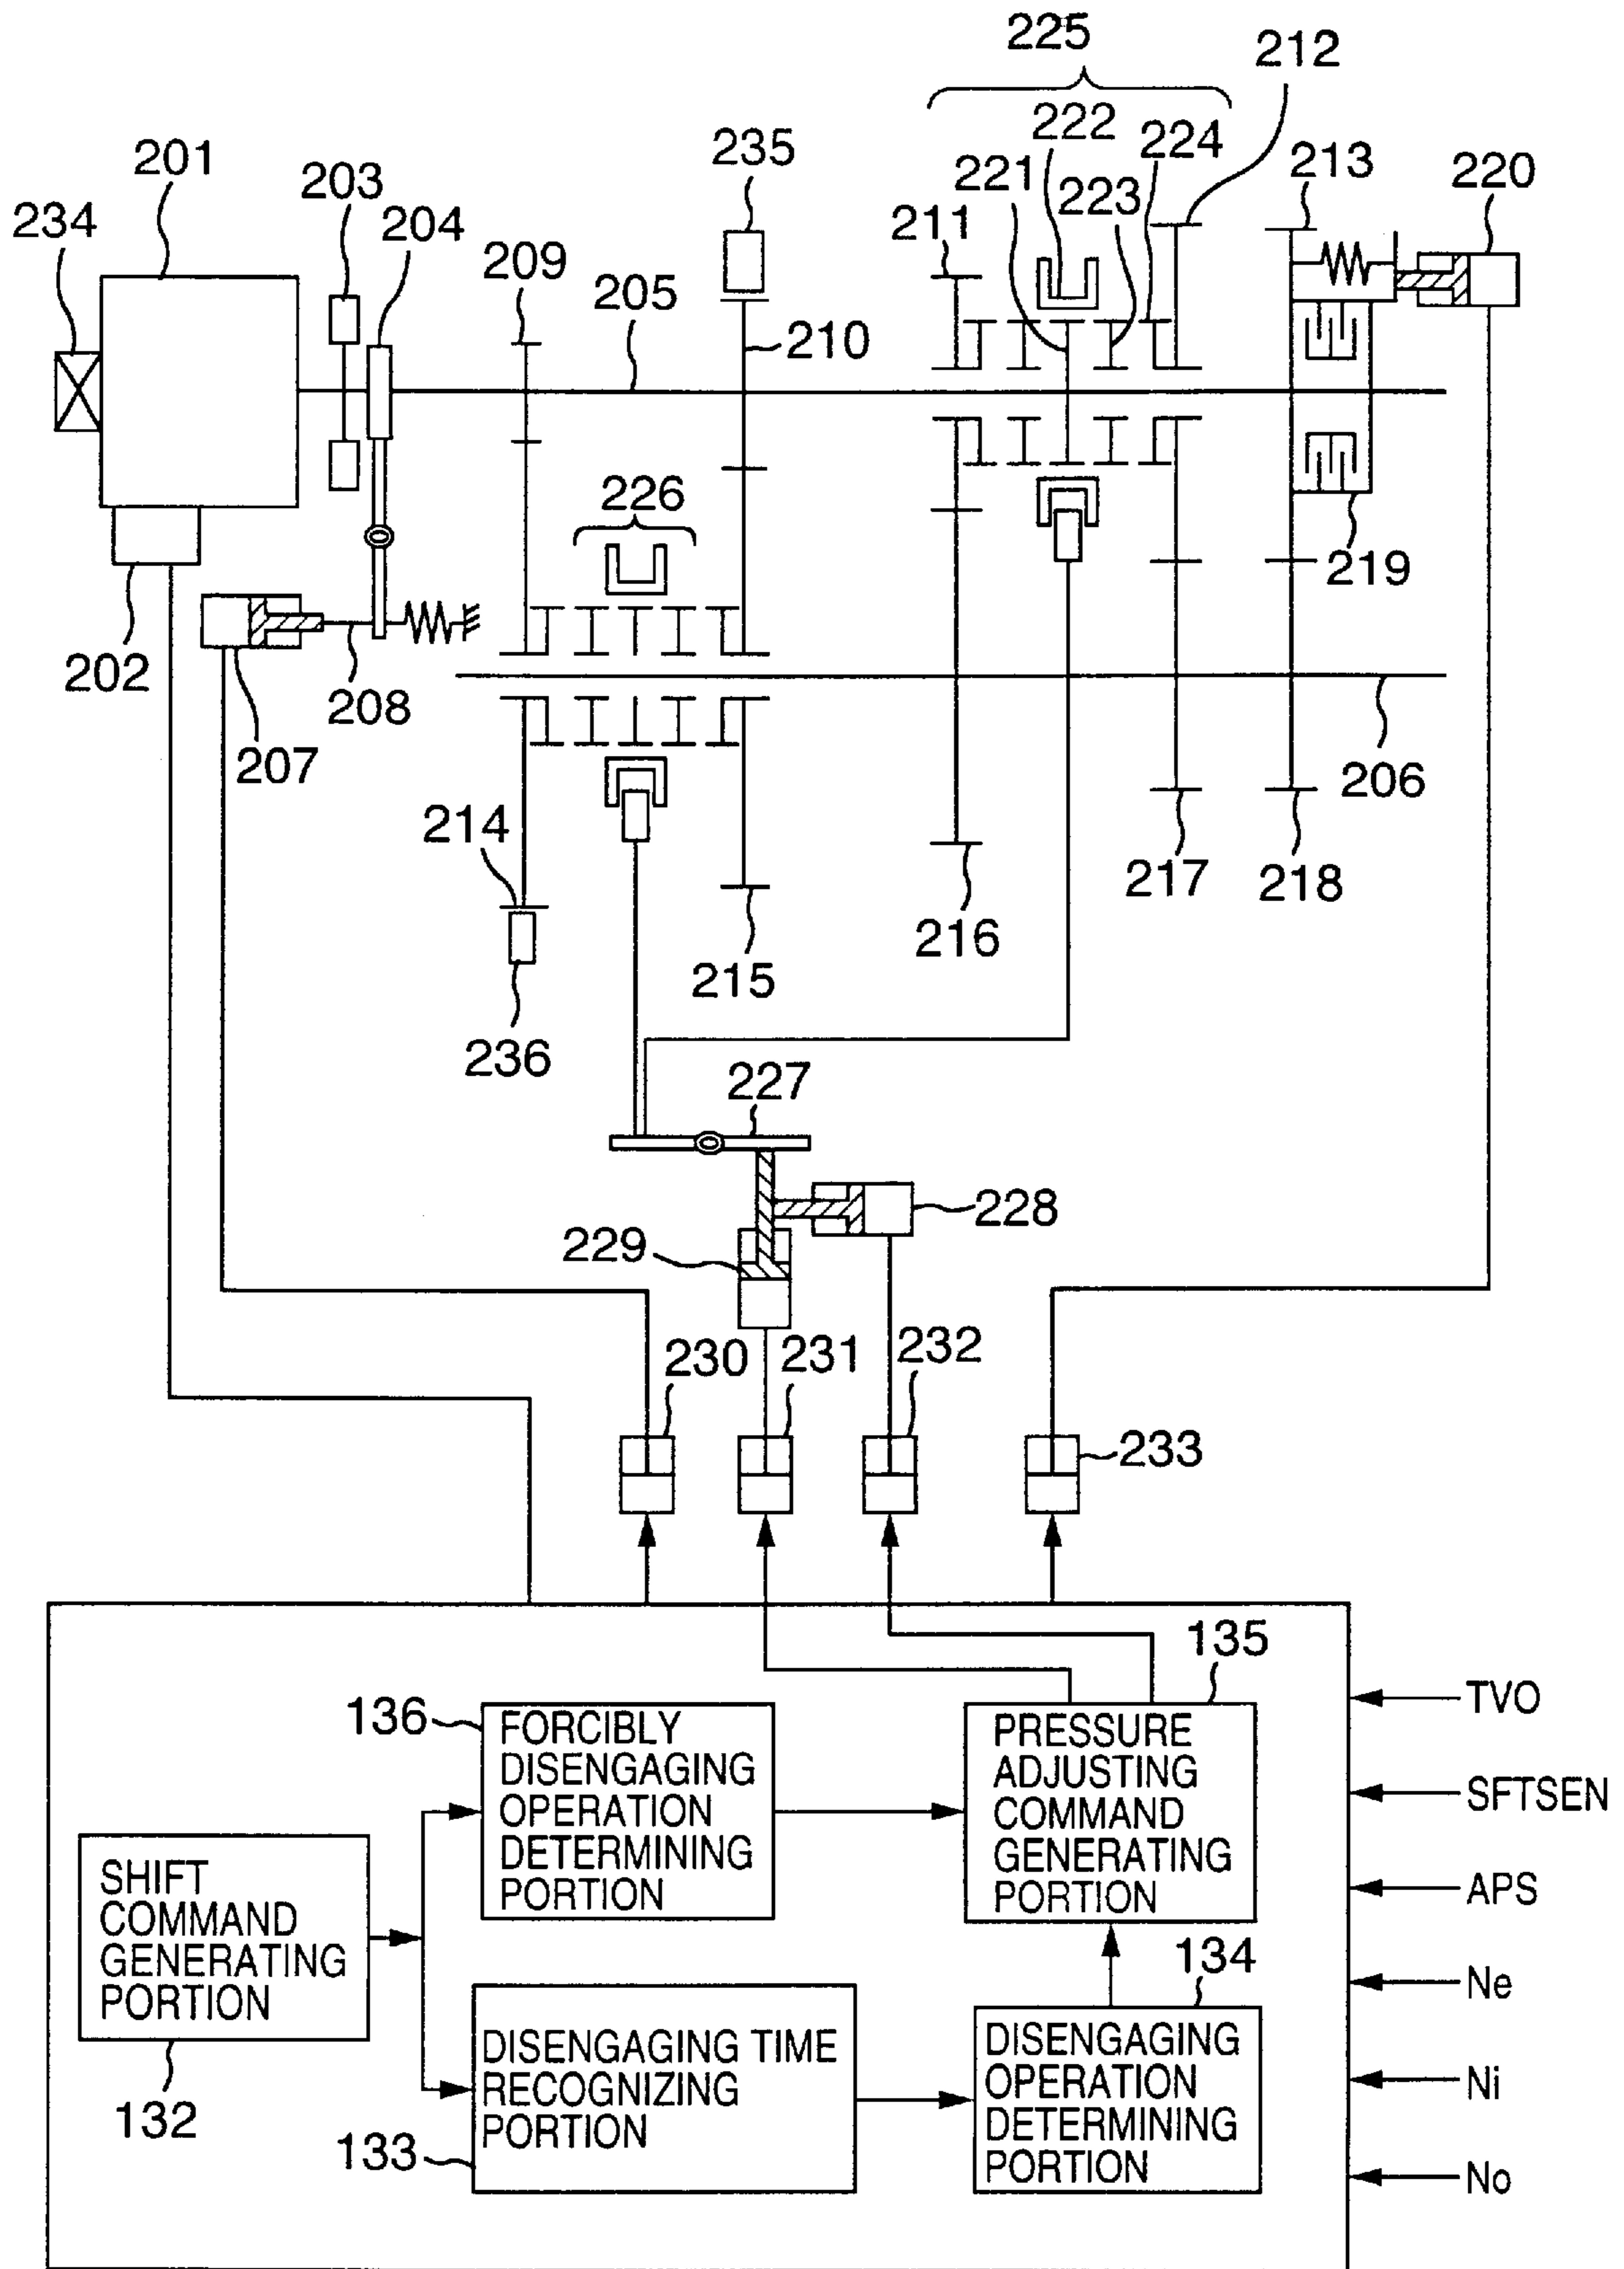 225
212
222
224
235
213
220
201
203
221
223
234
204
211
209
205
210
226
219
202
208
207
206
214
217
218
216
215
236
227
228
229
230
231
232
233
135
TVO
136
FORCIBLY
DISENGAGING
OPERATION
DETERMINING
PORTION
PRESSURE
ADJUSTING
COMMAND
GENERATING
PORTION
SFTSEN
SHIFT
COMMAND
GENERATING
PORTION
APS
134
Ne
DISENGAGING TIME
RECOGNIZING
PORTION
DISENGAGING
OPERATION
DETERMINING
PORTION
132
133
Ni
No